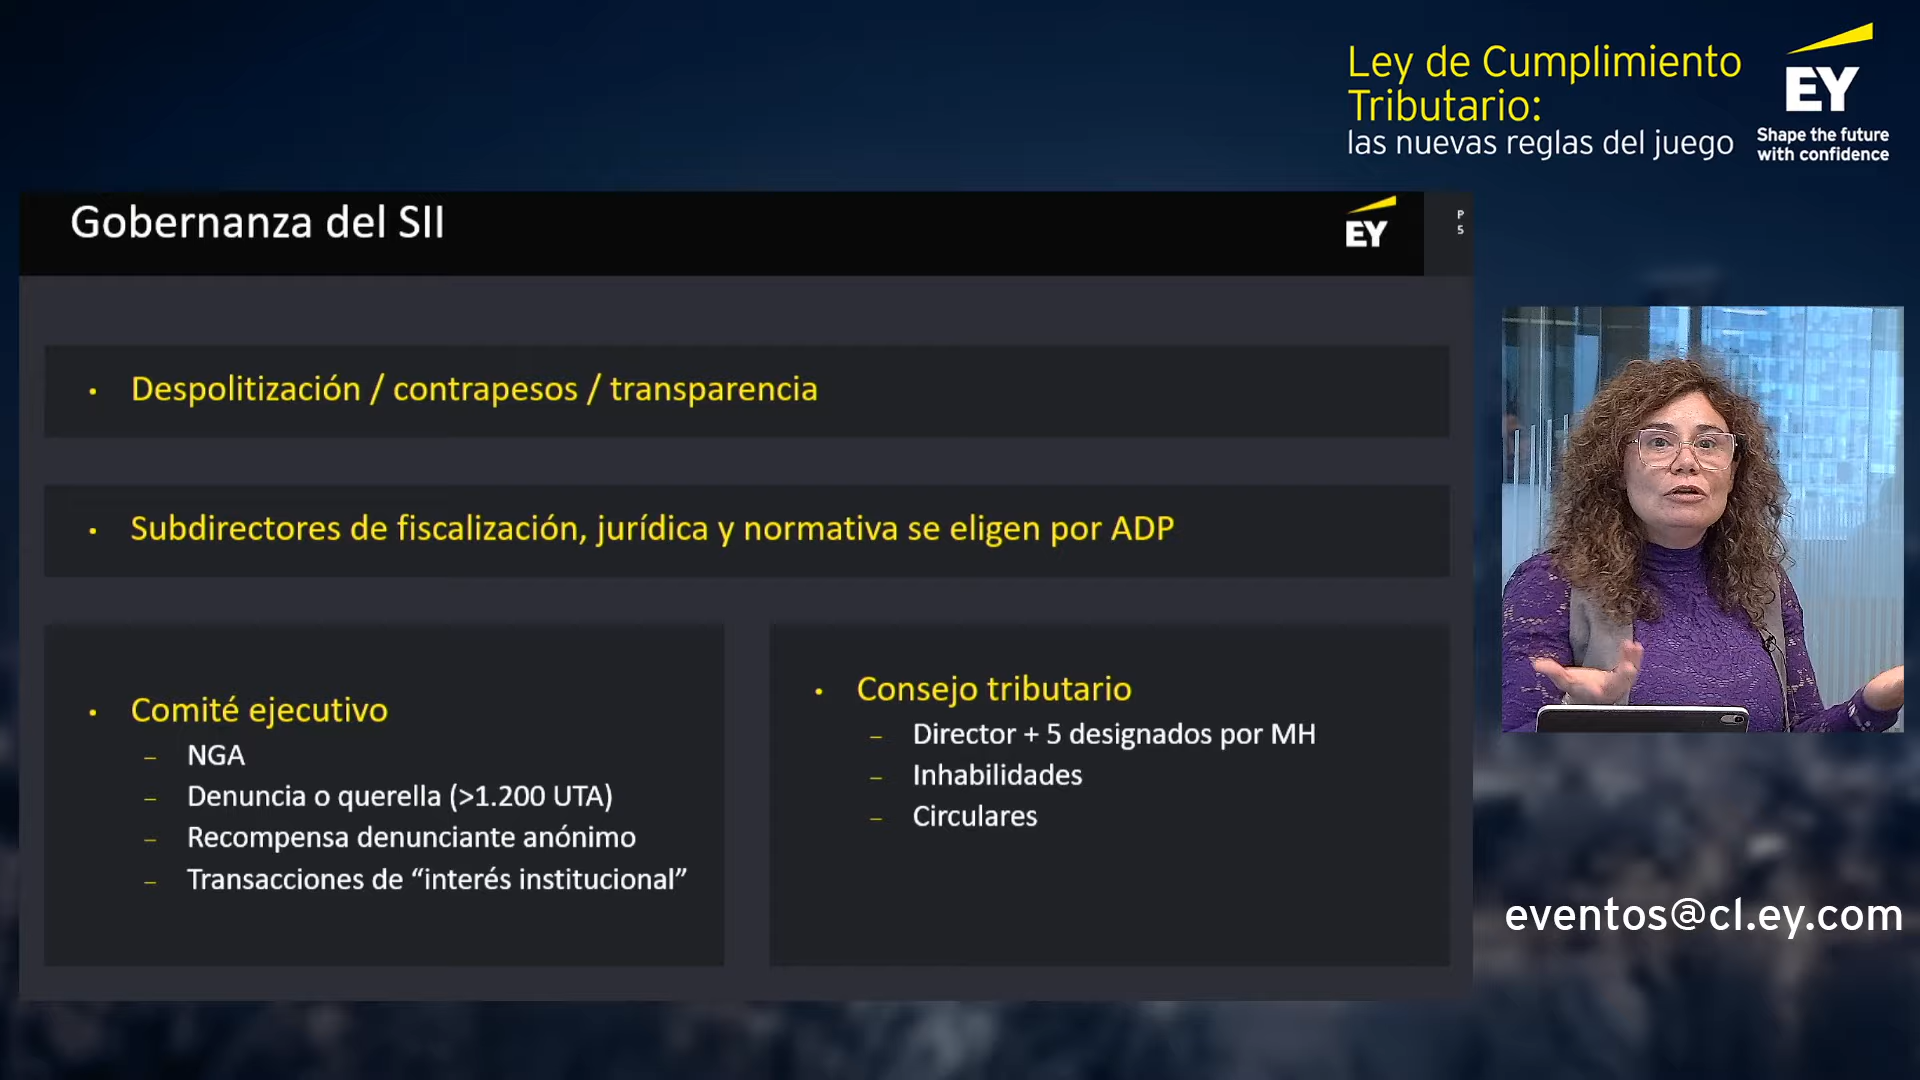 Ley de Cumplimiento
Tributario:
las nuevas reglas del juego
EY
Shape the future
with confidence
Gobernanza del SII
EY
P
5
• Despolitización / contrapesos / transparencia
• Subdirectores de fiscalización, jurídica y normativa se eligen por ADP
• Comité ejecutivo
– NGA
– Denuncia o querella (>1.200 UTA)
– Recompensa denunciante anónimo
– Transacciones de “interés institucional”
• Consejo tributario
– Director + 5 designados por MH
– Inhabilidades
– Circulares
eventos@cl.ey.com